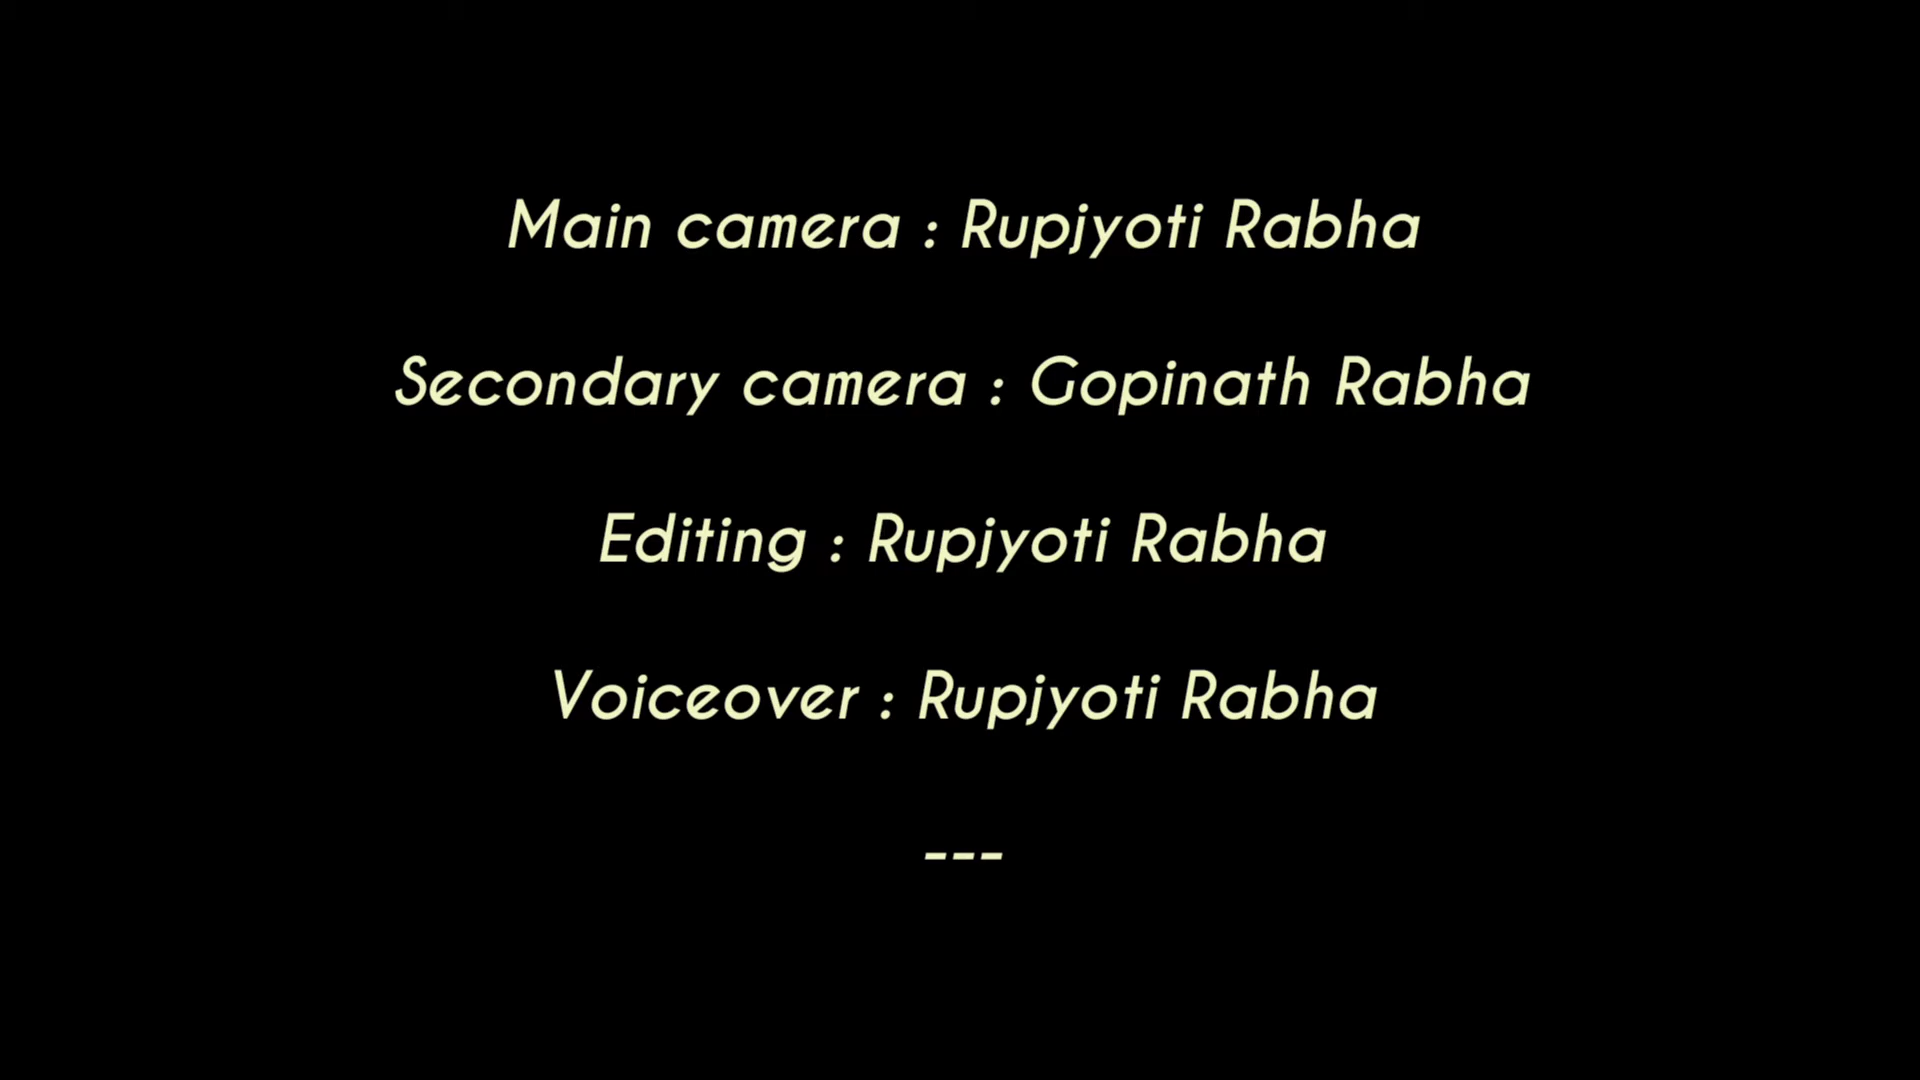 Main camera : Rupjyoti Rabha
Secondary camera : Gopinath Rabha
Editing : Rupjyoti Rabha
Voiceover : Rupjyoti Rabha
---